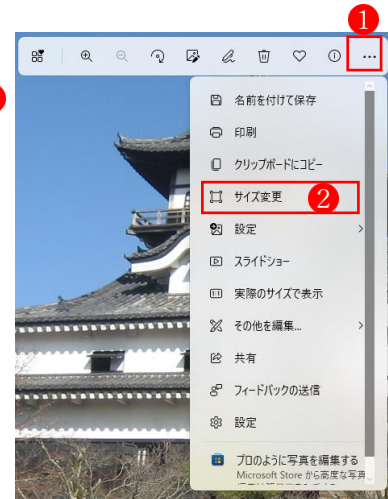 1
名前を付けて保存
印刷
クリップボードにコピー
サイズ変更 2
設定
スライドショー
実際のサイズで表示
その他を編集...
共有
フィードバックの送信
設定
プロのように写真を編集する
Microsoft Store から高度な写真